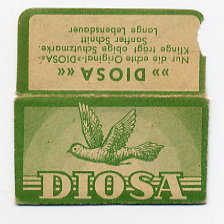 »» DIOSA ««
Nur die echte Original-»DIOSA«-
Klinge trägt obige Schutzmarke.
Sanfter Schnitt
Lange Lebensdauer
DIOSA